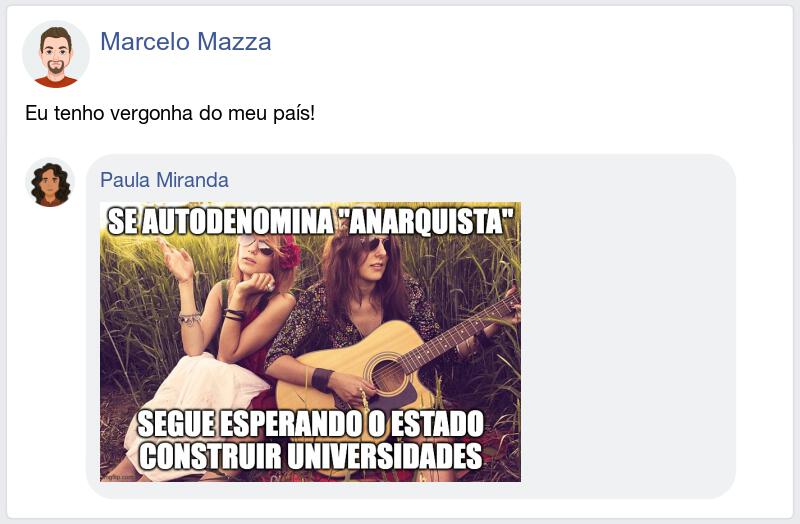 Marcelo Mazza
Eu tenho vergonha do meu país!
Paula Miranda
SE AUTODENOMINA "ANARQUISTA"
SEGUE ESPERANDO O ESTADO
CONSTRUIR UNIVERSIDADES
imgflip.com